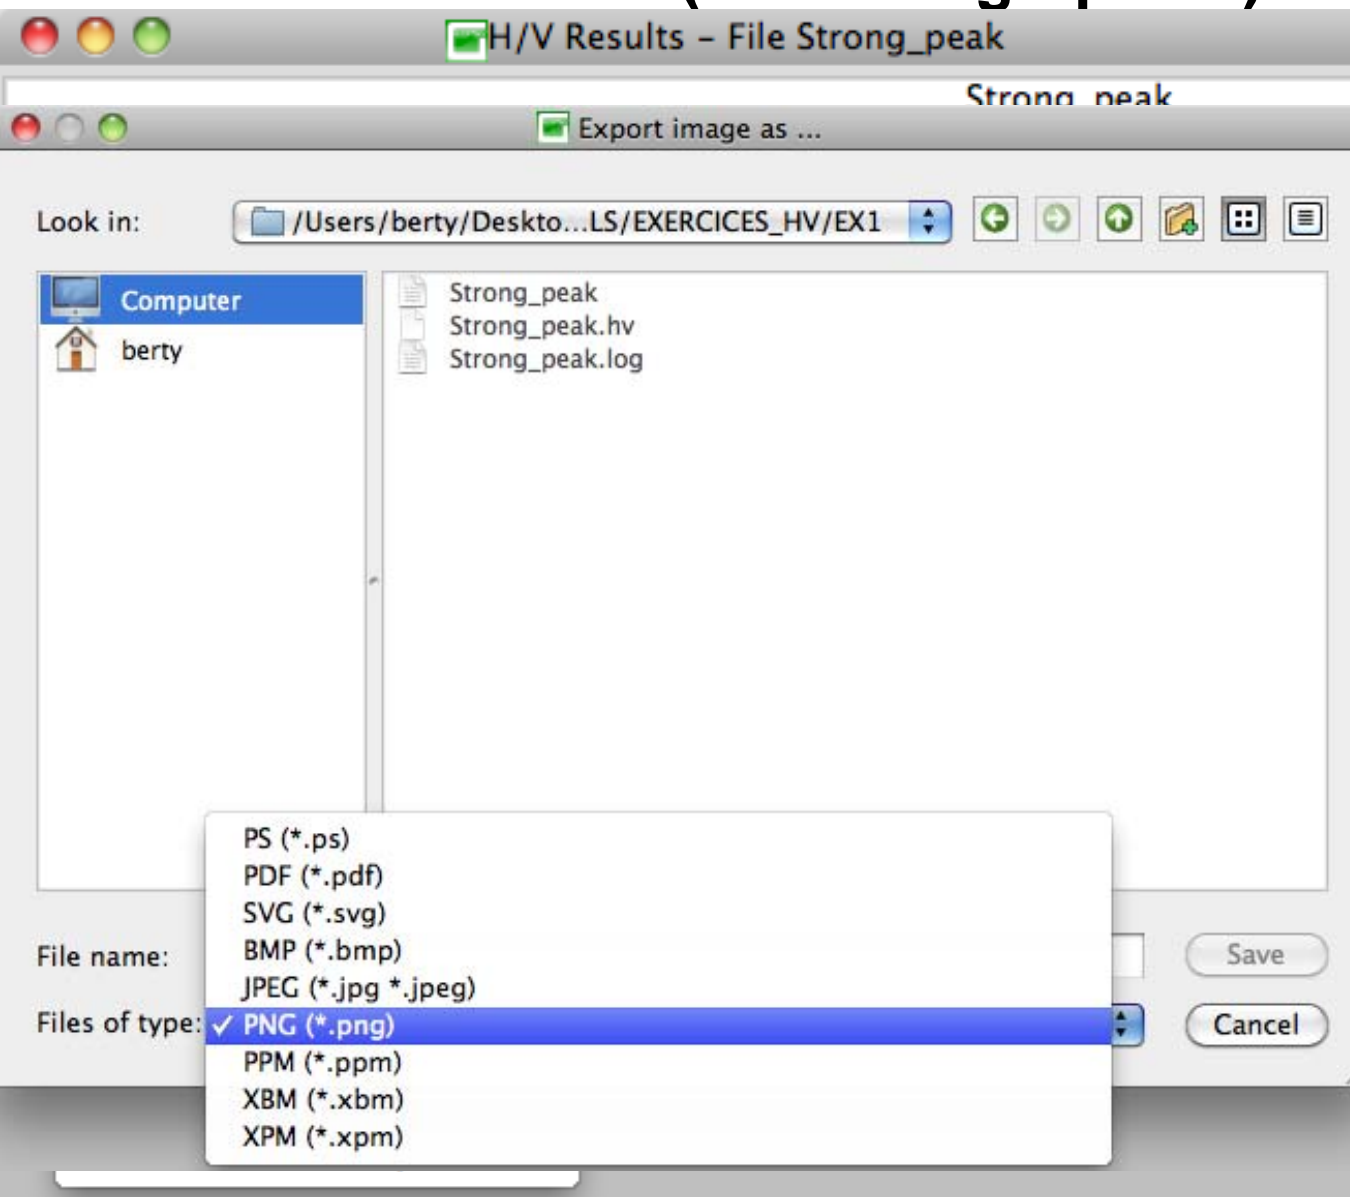 H/V Results – File Strong_peak
Strong_peak
Export image as ...
Look in:
/Users/berty/Deskto...LS/EXERCICES_HV/EX1
Computer
berty
Strong_peak
Strong_peak.hv
Strong_peak.log
PS (*.ps)
PDF (*.pdf)
SVG (*.svg)
BMP (*.bmp)
JPEG (*.jpg *.jpeg)
PNG (*.png)
PPM (*.ppm)
XBM (*.xbm)
XPM (*.xpm)
File name:
Save
Files of type:
Cancel